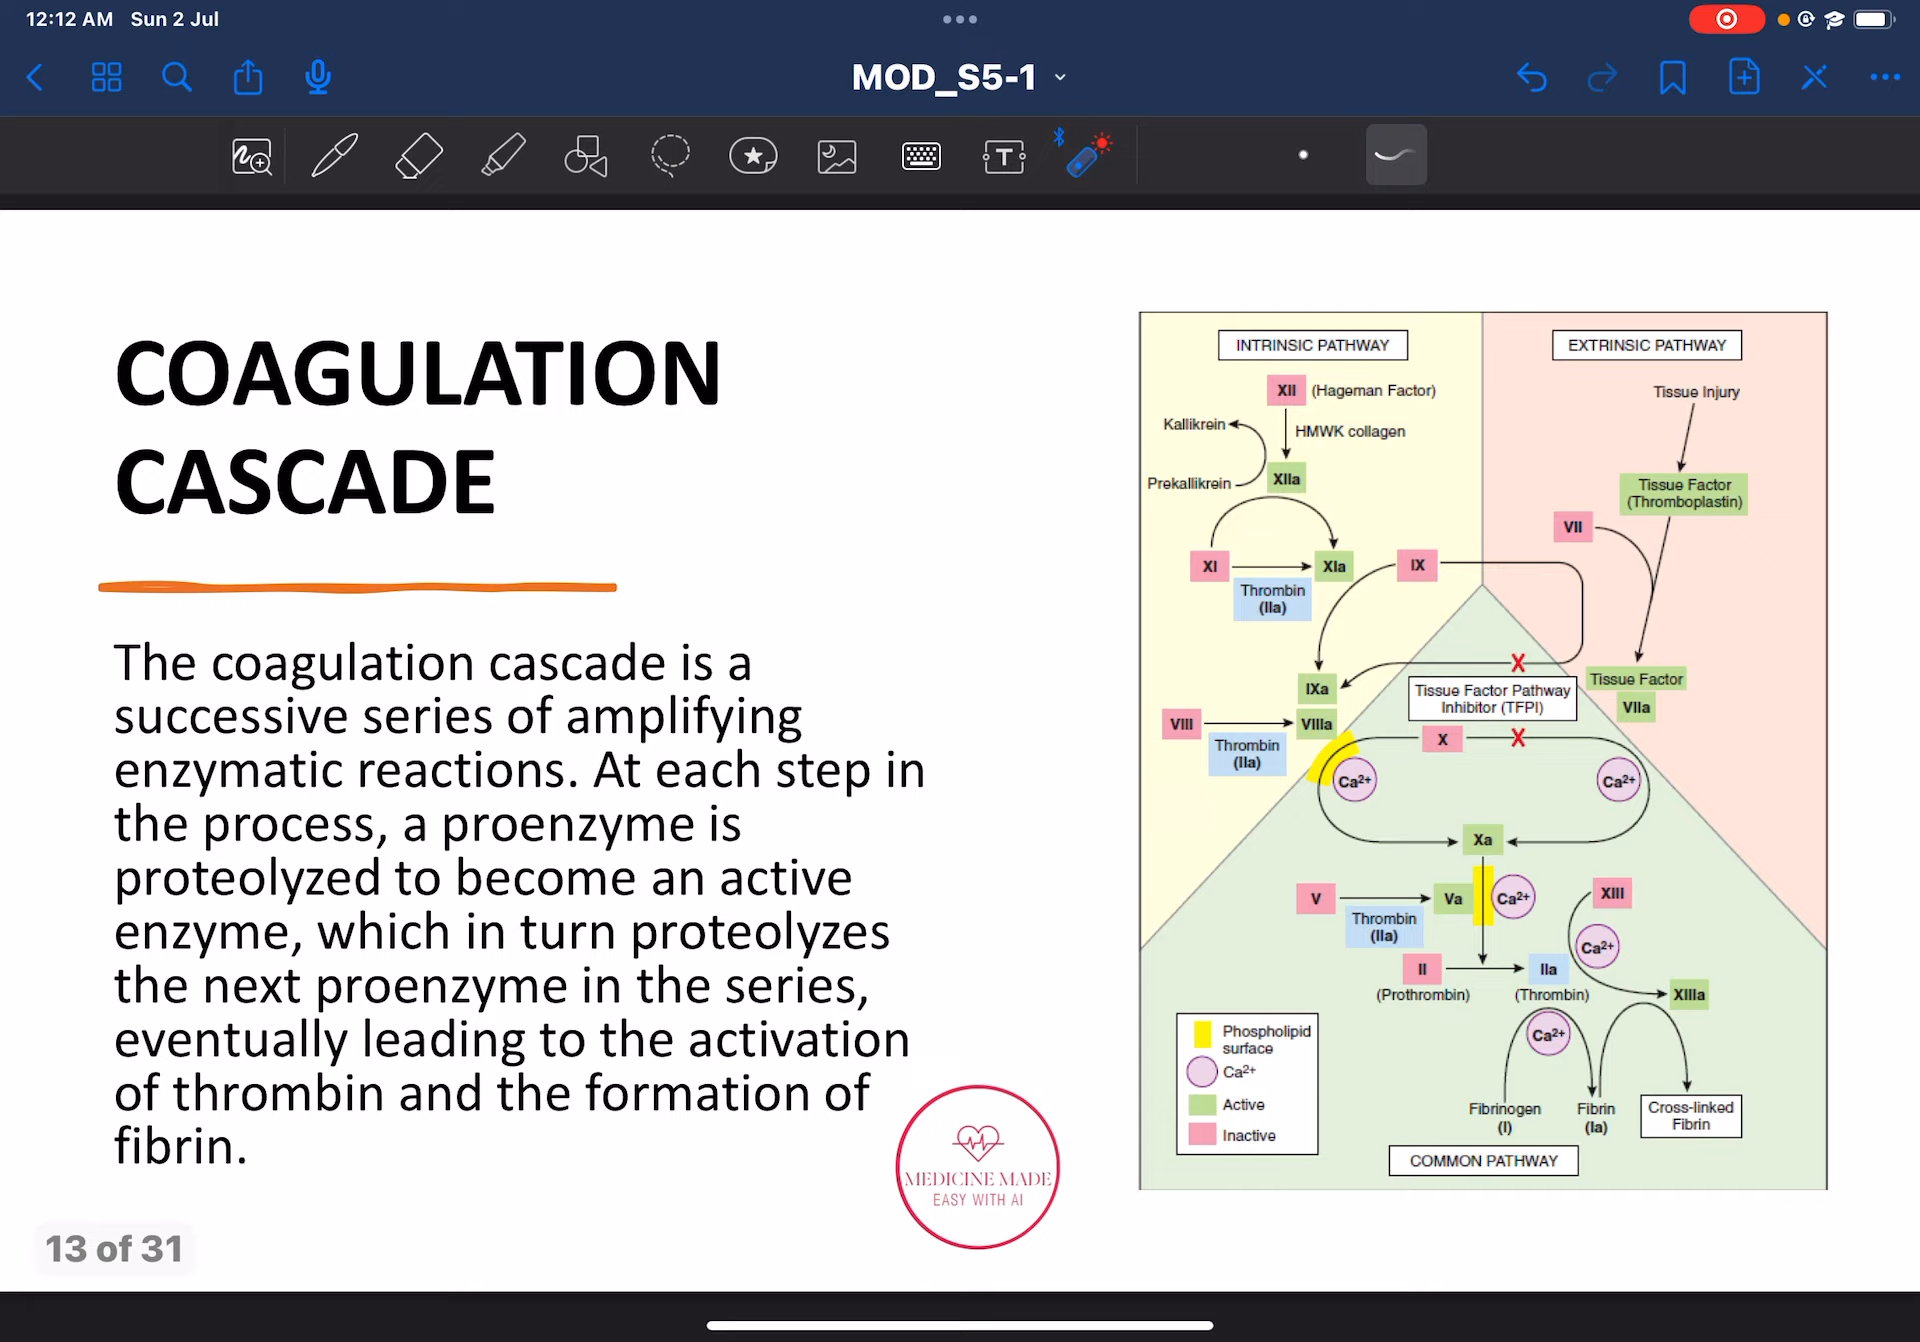 12:12 AM Sun 2 Jul
MOD_S5-1
T
COAGULATION
CASCADE
The coagulation cascade is a
successive series of amplifying
enzymatic reactions. At each step in
the process, a proenzyme is
proteolyzed to become an active
enzyme, which in turn proteolyzes
the next proenzyme in the series,
eventually leading to the activation
of thrombin and the formation of
fibrin.
MEDICINE MADE
EASY WITH AI
13 of 31
INTRINSIC PATHWAY
XII (Hageman Factor)
Kallikrein
HMWK collagen
Prekallikrein
XIIa
XI
XIa
IX
Thrombin
(IIa)
IXa
VIII
VIIIa
Thrombin
(IIa)
EXTRINSIC PATHWAY
Tissue Injury
Tissue Factor
(Thromboplastin)
VII
X
Tissue Factor
VIIa
Tissue Factor Pathway
Inhibitor (TFPI)
X
X
Ca2+
Ca2+
Xa
V
Va
Ca2+
XIII
Thrombin
(IIa)
Ca2+
II
IIa
(Prothrombin)
(Thrombin)
XIIIa
Ca2+
Fibrinogen
(I)
Fibrin
(Ia)
Cross-linked
Fibrin
Phospholipid
surface
Ca2+
Active
Inactive
COMMON PATHWAY